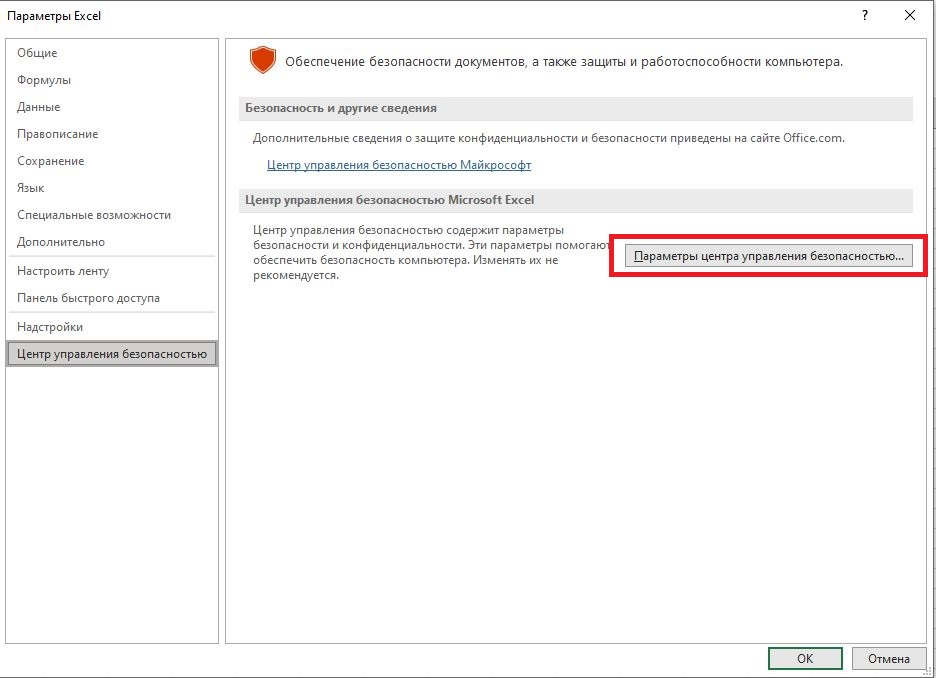 Параметры Excel
?
Общие
Формулы
Данные
Правописание
Сохранение
Язык
Специальные возможности
Дополнительно
Настроить ленту
Панель быстрого доступа
Надстройки
Центр управления безопасностью
Обеспечение безопасности документов, а также защиты и работоспособности компьютера.
Безопасность и другие сведения
Дополнительные сведения о защите конфиденциальности и безопасности приведены на сайте Office.com.
Центр управления безопасностью Майкрософт
Центр управления безопасностью Microsoft Excel
Центр управления безопасностью содержит параметры
безопасности и конфиденциальности. Эти параметры помогают
обеспечить безопасность компьютера. Изменять их не
рекомендуется.
Параметры центра управления безопасностью...
ОК
Отмена